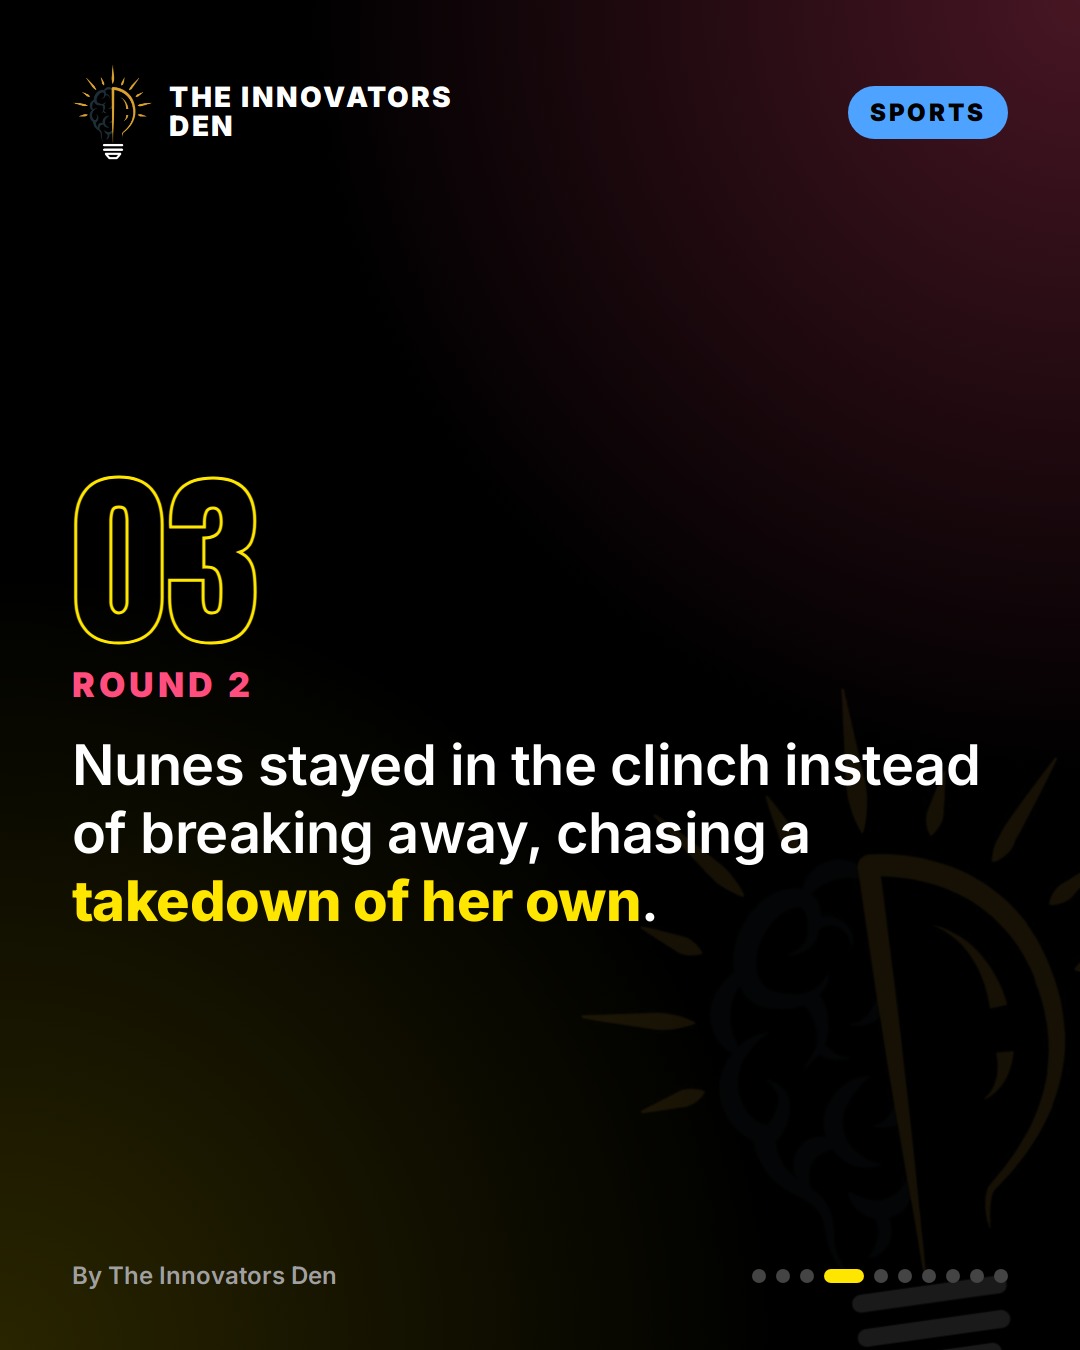 THE INNOVATORS
DEN
SPORTS
03
ROUND 2
Nunes stayed in the clinch instead
of breaking away, chasing a
takedown of her own.
By The Innovators Den